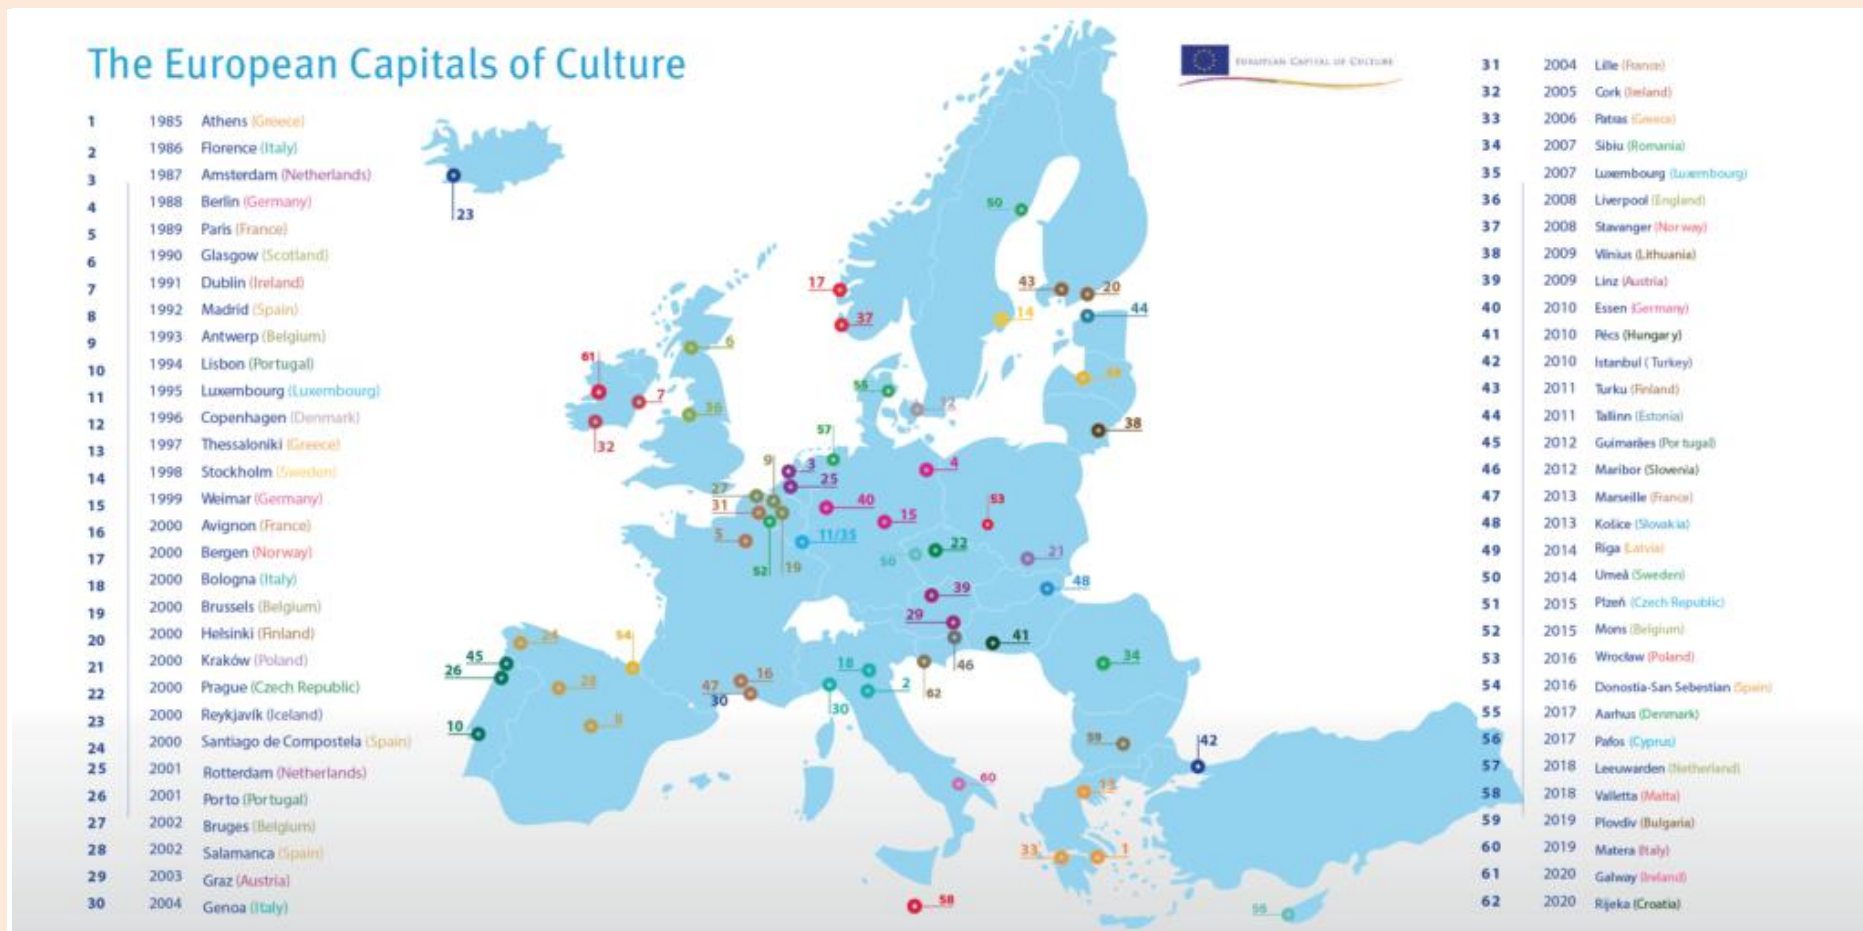 The European Capitals of Culture
EUROPEAN CAPITAL OF CULTURE
1 1985 Athens (Greece)
2 1986 Florence (Italy)
3 1987 Amsterdam (Netherlands)
4 1988 Berlin (Germany)
5 1989 Paris (France)
6 1990 Glasgow (Scotland)
7 1991 Dublin (Ireland)
8 1992 Madrid (Spain)
9 1993 Antwerp (Belgium)
10 1994 Lisbon (Portugal)
11 1995 Luxembourg (Luxembourg)
12 1996 Copenhagen (Denmark)
13 1997 Thessaloniki (Greece)
14 1998 Stockholm (Sweden)
15 1999 Weimar (Germany)
16 2000 Avignon (France)
17 2000 Bergen (Norway)
18 2000 Bologna (Italy)
19 2000 Brussels (Belgium)
20 2000 Helsinki (Finland)
21 2000 Kraków (Poland)
22 2000 Prague (Czech Republic)
23 2000 Reykjavík (Iceland)
24 2000 Santiago de Compostela (Spain)
25 2001 Rotterdam (Netherlands)
26 2001 Porto (Portugal)
27 2002 Bruges (Belgium)
28 2002 Salamanca (Spain)
29 2003 Graz (Austria)
30 2004 Genoa (Italy)
23
50
17
43
20
14
44
37
6
61
7
55
12
36
38
32
57
9
3
4
25
27
40
53
31
15
5
11/35
22
52
19
21
48
39
29
54
24
45
41
26
18
46
34
16
28
47
2
30
62
30
10
8
59
42
60
13
33
1
58
56
31 2004 Lille (France)
32 2005 Cork (Ireland)
33 2006 Patras (Greece)
34 2007 Sibiu (Romania)
35 2007 Luxembourg (Luxembourg)
36 2008 Liverpool (England)
37 2008 Stavanger (Norway)
38 2009 Vilnius (Lithuania)
39 2009 Linz (Austria)
40 2010 Essen (Germany)
41 2010 Pécs (Hungary)
42 2010 Istanbul (Turkey)
43 2011 Turku (Finland)
44 2011 Tallinn (Estonia)
45 2012 Guimarães (Portugal)
46 2012 Maribor (Slovenia)
47 2013 Marseille (France)
48 2013 Košice (Slovakia)
49 2014 Riga (Latvia)
50 2014 Umeå (Sweden)
51 2015 Plzeň (Czech Republic)
52 2015 Mons (Belgium)
53 2016 Wrocław (Poland)
54 2016 Donostia-San Sebestian (Spain)
55 2017 Aarhus (Denmark)
56 2017 Pafos (Cyprus)
57 2018 Leeuwarden (Netherland)
58 2018 Valletta (Malta)
59 2019 Plovdiv (Bulgaria)
60 2019 Matera (Italy)
61 2020 Galway (Ireland)
62 2020 Rijeka (Croatia)